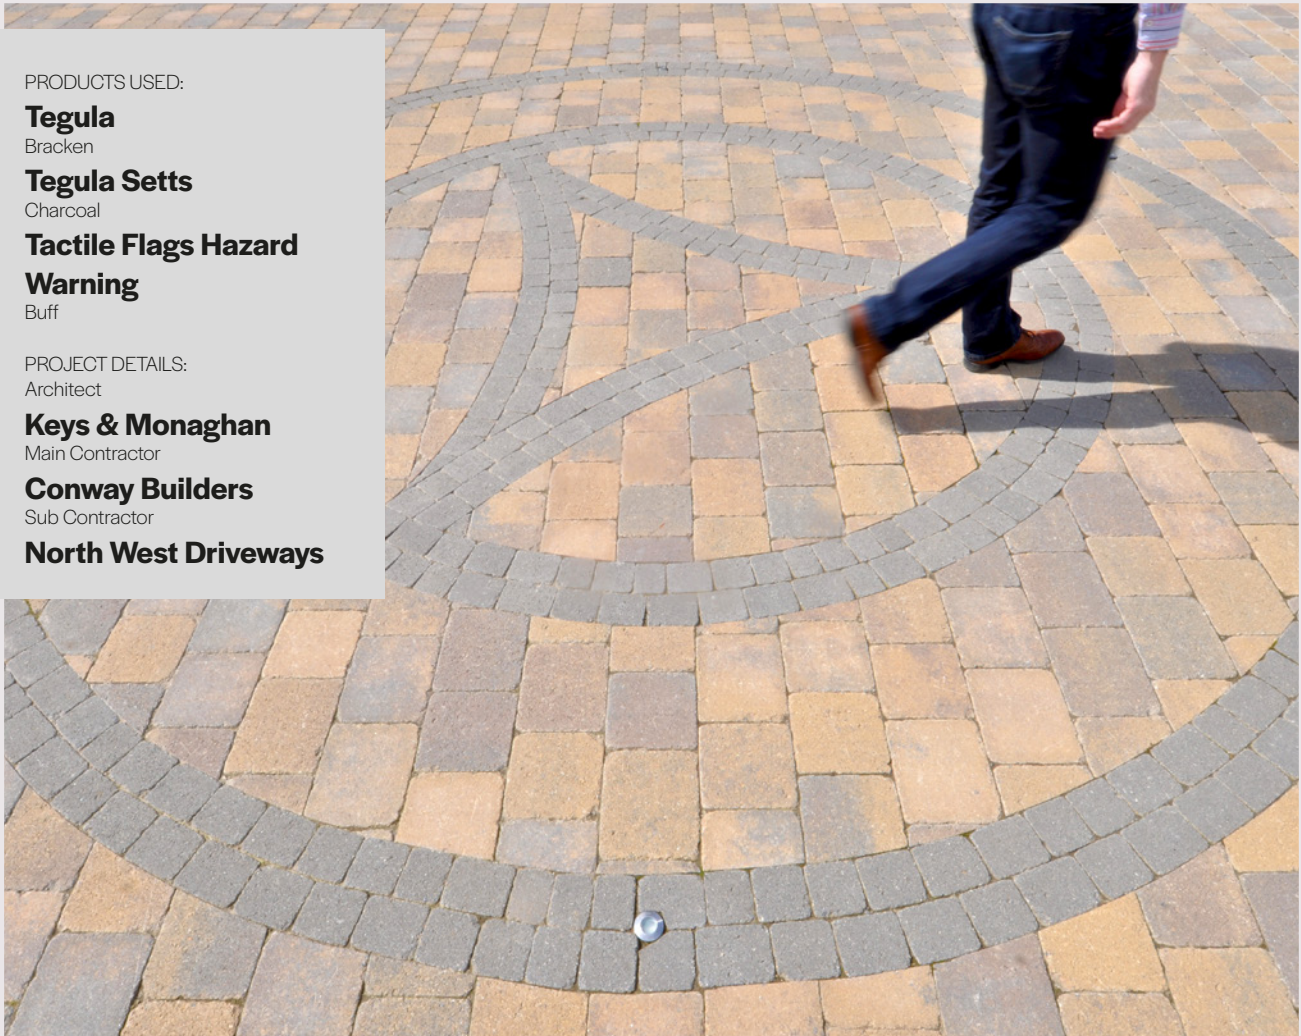 PRODUCTS USED:
Tegula
Bracken
Tegula Setts
Charcoal
Tactile Flags Hazard
Warning
Buff
PROJECT DETAILS:
Architect
Keys & Monaghan
Main Contractor
Conway Builders
Sub Contractor
North West Driveways